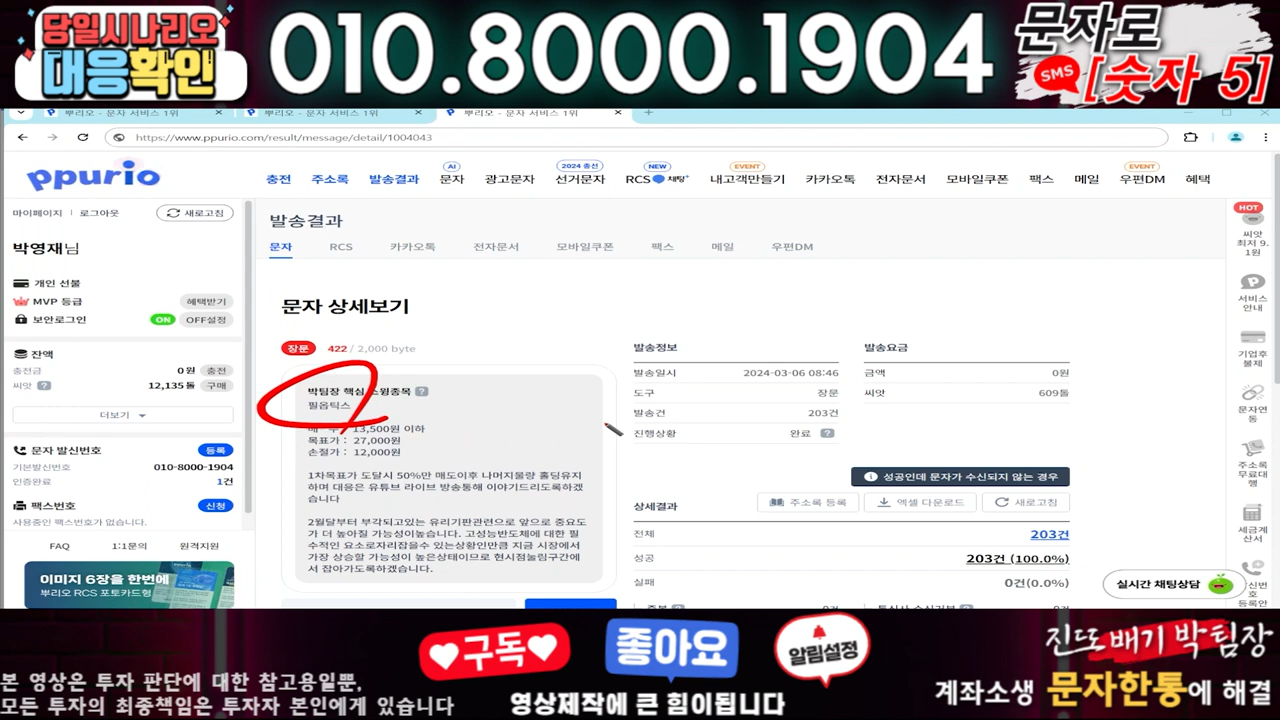 당일시나리오
대응확인
010.8000.1904
문자로
SMS
[숫자 5]
뿌리오 - 문자 서비스 1위
뿌리오 - 문자 서비스 1위
뿌리오 - 문자 서비스 1위
https://www.ppurio.com/result/message/detail/1004043
ppurio
충전
주소록
발송결과
AI
문자
광고문자
2024 총선
선거문자
NEW
RCS 채팅+
EVENT
내고객만들기
카카오톡
전자문서
모바일쿠폰
팩스
메일
EVENT
우편DM
혜택
마이페이지 | 로그아웃
새로고침
박영재님
개인 선불
MVP 등급
혜택받기
보안로그인
ON
OFF설정
잔액
충전금
0원
충전
씨앗 ?
12,135톨
구매
더보기
문자 발신번호
등록
기본발신번호
010-8000-1904
인증완료
1건
팩스번호
신청
사용중인 팩스번호가 없습니다.
FAQ
1:1문의
원격지원
이미지 6장을 한번에
뿌리오 RCS 포토카드형
발송결과
문자
RCS
카카오톡
전자문서
모바일쿠폰
팩스
메일
우편DM
문자 상세보기
장문
422 / 2,000 byte
박팀장 핵심 스윙종목 ?
필옵틱스
13,500원 이하
목표가 : 27,000원
손절가 : 12,000원
1차목표가 도달시 50%만 매도이후 나머지물량 홀딩유지
하며 대응은 유튜브 라이브 방송통해 이야기드리도록하겠
습니다
2월달부터 부각되고있는 유리기판관련으로 앞으로 중요도
가 더 높아질 가능성이높습니다. 고성능반도체에 대한 필
수적인 요소로자리잡을수 있는상황인만큼 지금 시장에서
가장 상승할 가능성이 높은상태이므로 현시점눌림구간에
서 잡아가도록하겠습니다.
발송정보
발송일시
2024-03-06 08:46
도구
장문
발송건
203건
진행상황
완료 ?
발송요금
금액
0원
씨앗
609톨
성공인데 문자가 수신되지 않는 경우
상세결과
주소록 등록
엑셀 다운로드
새로고침
전체
203건
성공
203건 (100.0%)
실패
0건(0.0%)
HOT
씨앗
최저 9.
1원
서비스
안내
기업후
불제
문자연
동
주소록
무료대
행
세금계
산서
실시간 채팅상담
본 영상은 투자 판단에 대한 참고용일뿐,
모든 투자의 최종책임은 투자자 본인에게 있습니다
구독
좋아요
알림설정
영상제작에 큰 힘이됩니다
진또배기 박팀장
계좌소생 문자한통에 해결